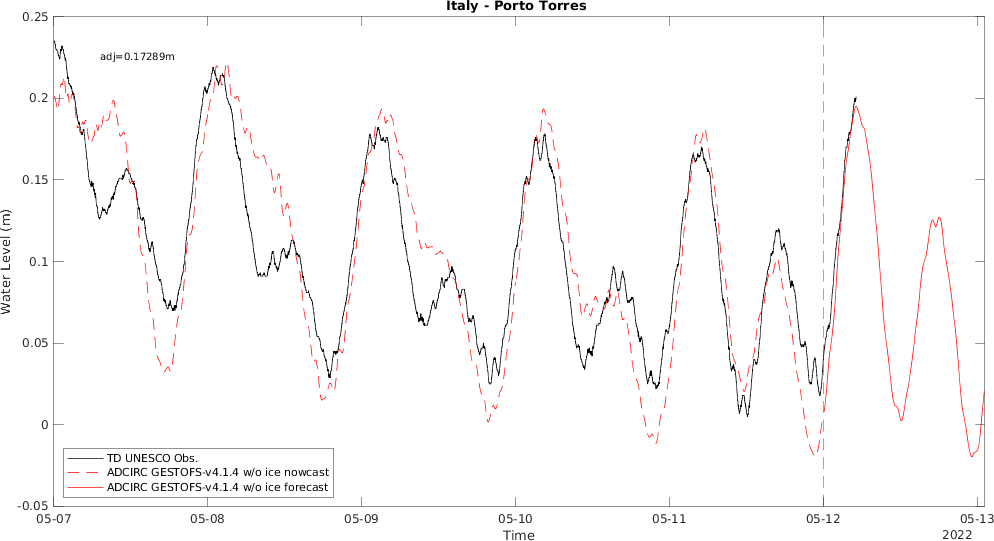 Italy - Porto Torres
0.25
0.2
0.15
0.1
0.05
0
-0.05
Water Level (m)
adj=0.17289m
TD UNESCO Obs.
ADCIRC GESTOFS-v4.1.4 w/o ice nowcast
ADCIRC GESTOFS-v4.1.4 w/o ice forecast
05-07 05-08 05-09 05-10 05-11 05-12 05-13
Time
2022